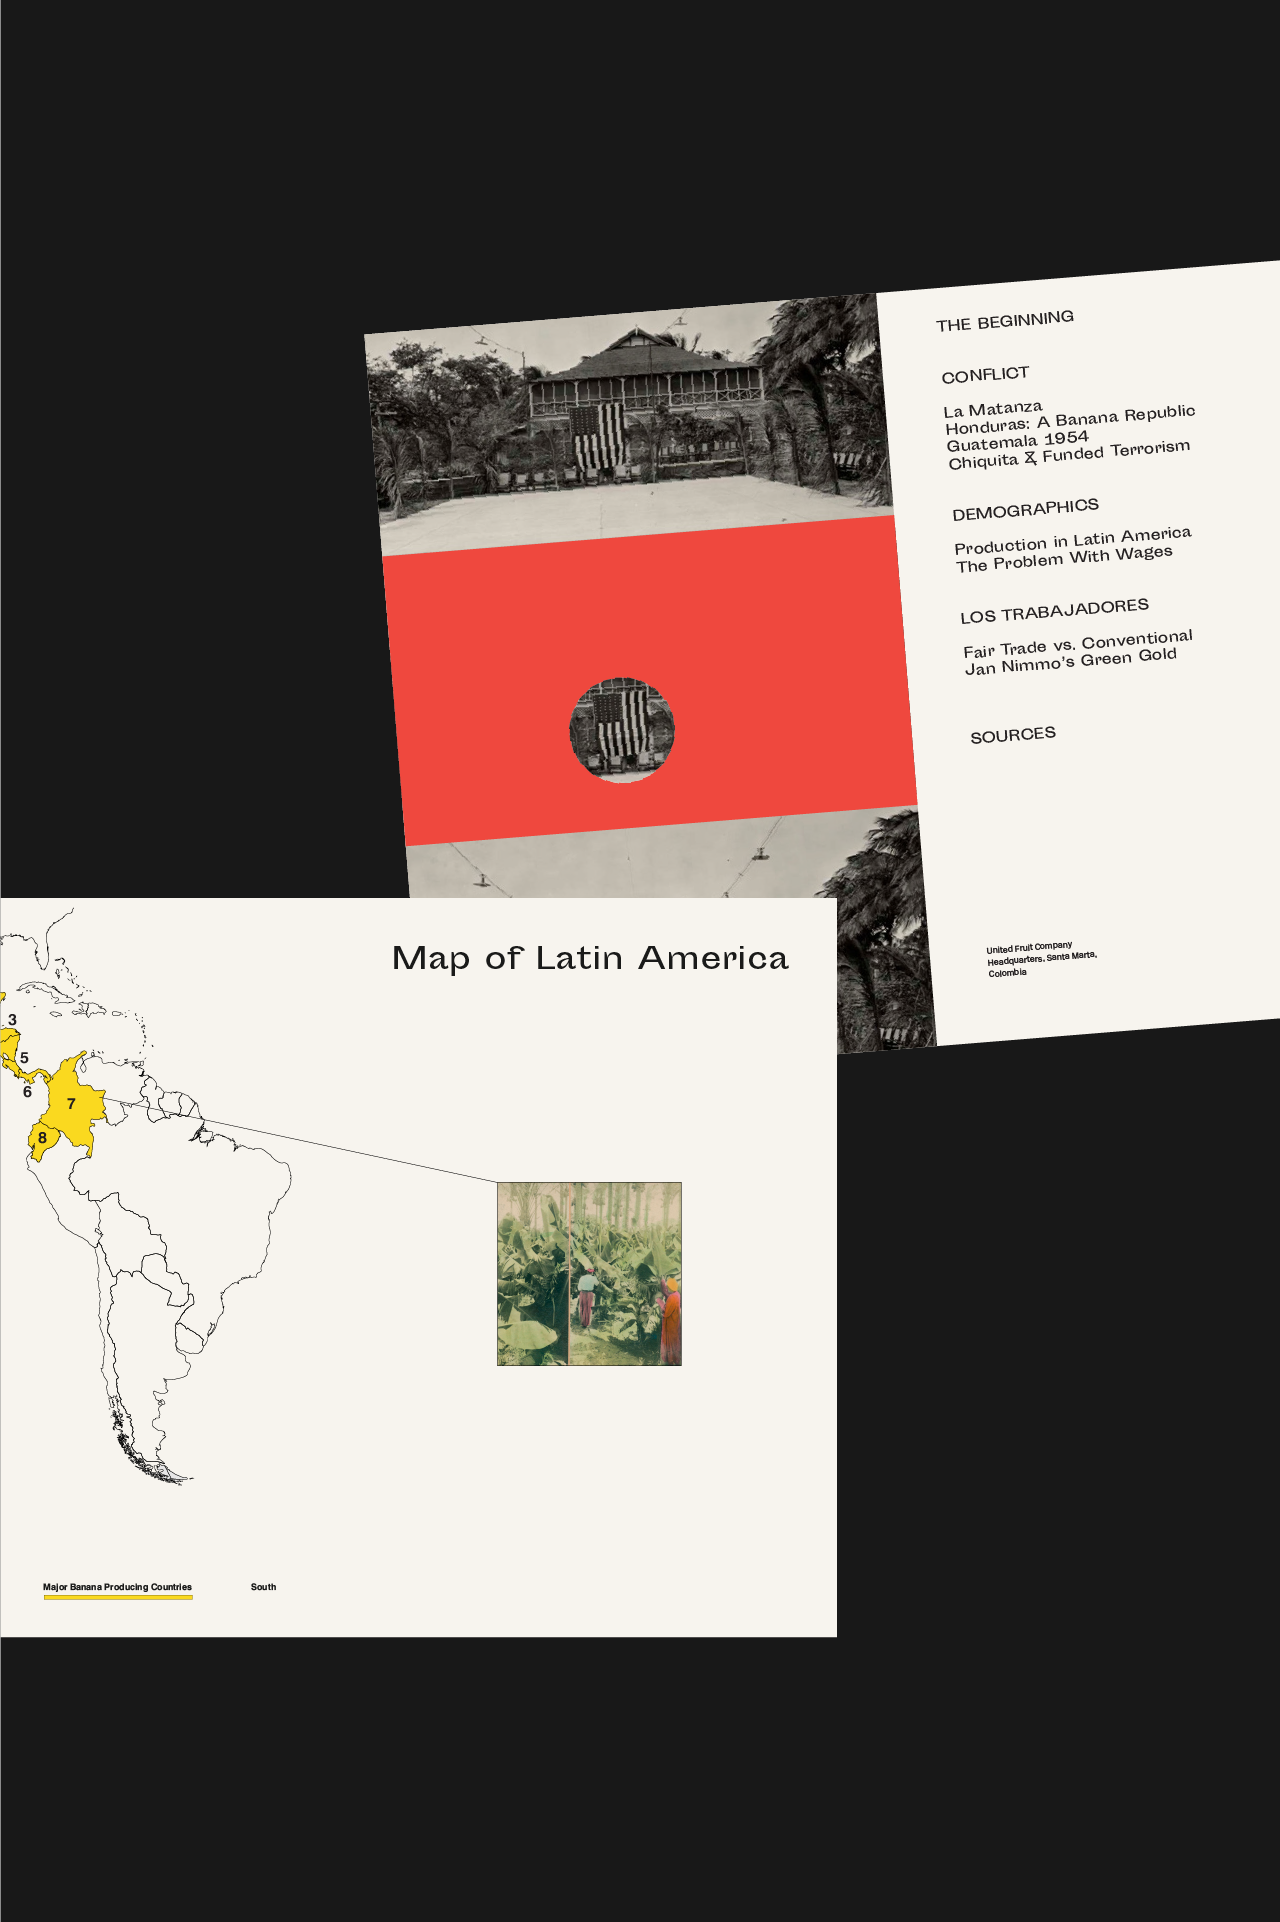 THE BEGINNING
CONFLICT
La Matanza
Honduras: A Banana Republic
Guatemala 1954
Chiquita & Funded Terrorism
DEMOGRAPHICS
Production in Latin America
The Problem With Wages
LOS TRABAJADORES
Fair Trade vs. Conventional
Jan Nimmo's Green Gold
SOURCES
United Fruit Company
Headquarters, Santa Marta,
Colombia
Map of Latin America
3
5
6
7
8
Major Banana Producing Countries
South